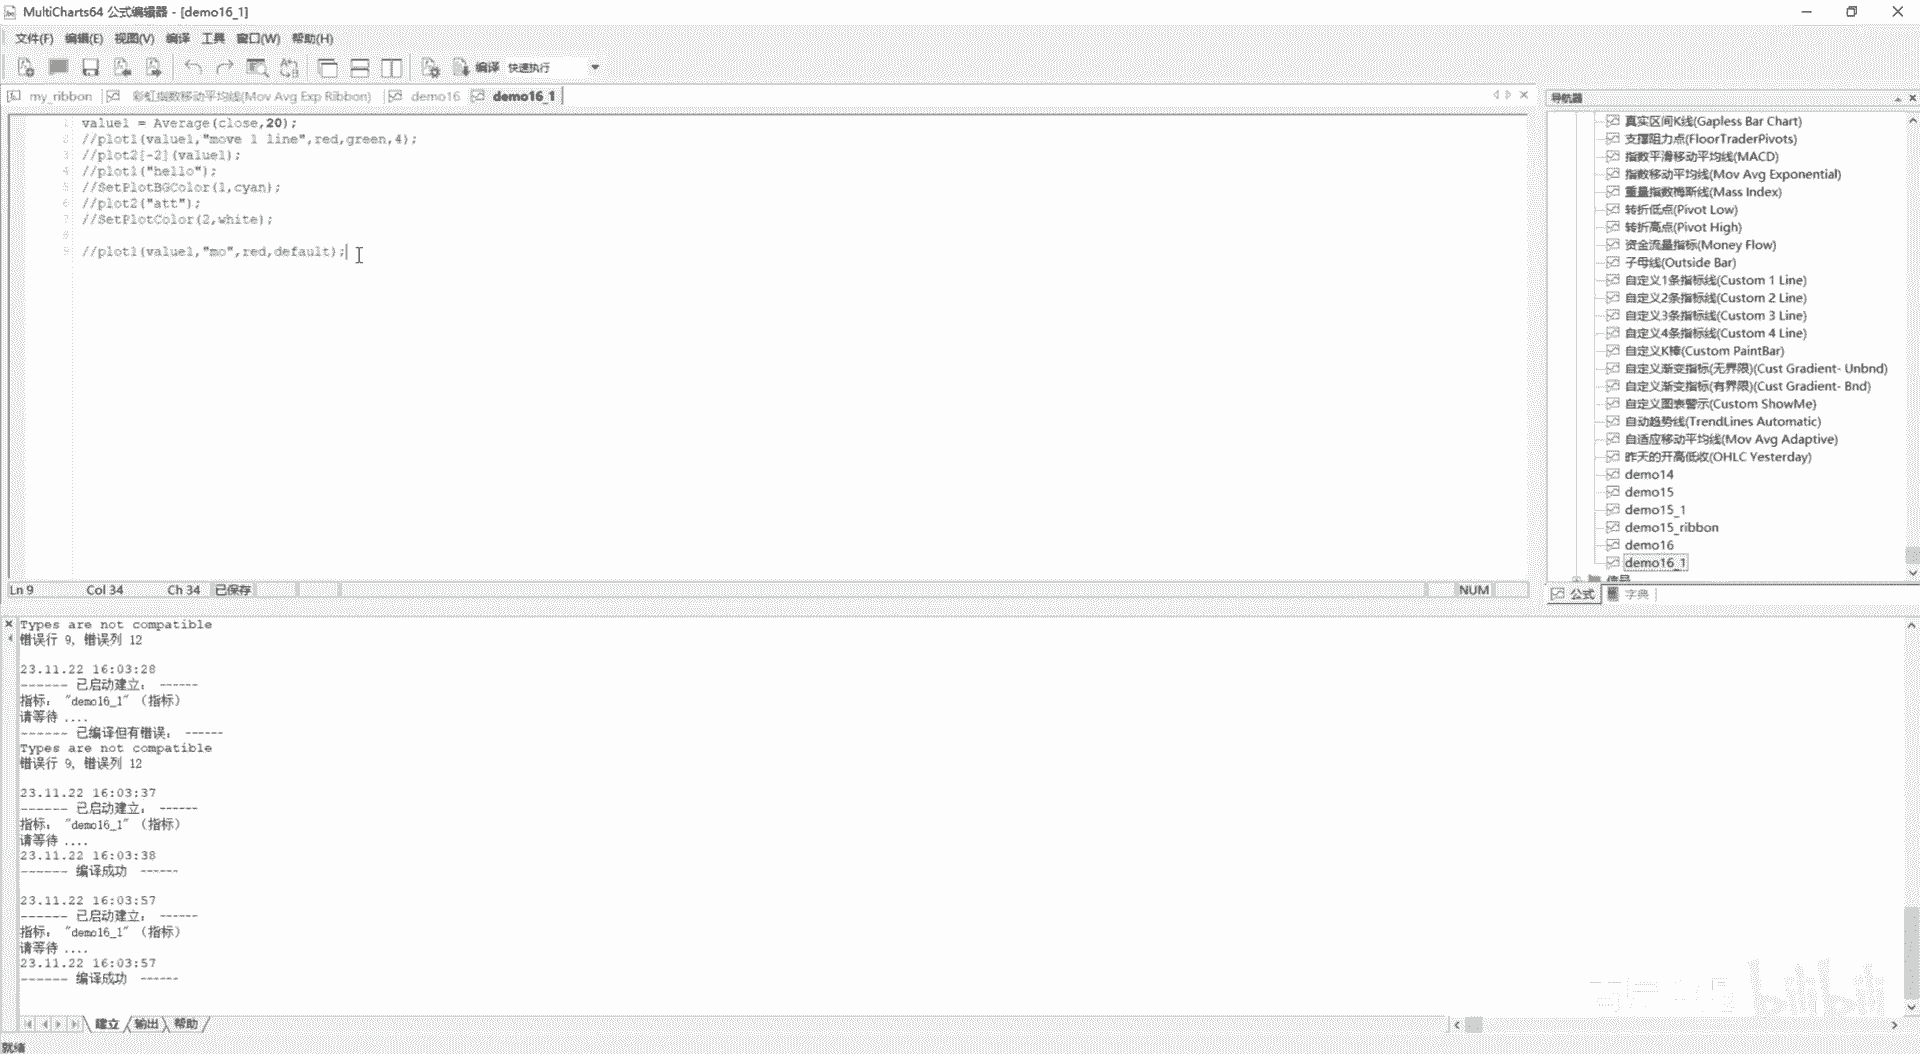 MultiCharts64 公式编辑器 - [demo16_1]
文件(F) 编辑(E) 视图(V) 编译 工具 窗口(W) 帮助(H)
编译 快速执行
my_ribbon 彩虹指数移动平均线(Mov Avg Exp Ribbon) demo16 demo16_1
1 value1 = Average(close,20);
2 //plot1(value1,"move 1 line",red,green,4);
3 //plot2[-2](value1);
4 //plot1("hello");
5 //SetPlotBGColor(1,cyan);
6 //plot2("att");
7 //SetPlotColor(2,white);
8
9 //plot1(value1,"mo",red,default);
Ln 9 Col 34 Ch 34 已保存 NUM
导航器
真实区间K线(Gapless Bar Chart)
支撑阻力点(FloorTraderPivots)
指数平滑移动平均线(MACD)
指数移动平均线(Mov Avg Exponential)
重量指数梅斯线(Mass Index)
转折低点(Pivot Low)
转折高点(Pivot High)
资金流量指标(Money Flow)
子母线(Outside Bar)
自定义1条指标线(Custom 1 Line)
自定义2条指标线(Custom 2 Line)
自定义3条指标线(Custom 3 Line)
自定义4条指标线(Custom 4 Line)
自定义K棒(Custom PaintBar)
自定义渐变指标(无界限)(Cust Gradient- Unbnd)
自定义渐变指标(有界限)(Cust Gradient- Bnd)
自定义图表警示(Custom ShowMe)
自动趋势线(TrendLines Automatic)
自适应移动平均线(Mov Avg Adaptive)
昨天的开高低收(OHLC Yesterday)
demo14
demo15
demo15_1
demo15_ribbon
demo16
demo16_1
信号
公式 字典
Types are not compatible
错误行 9, 错误列 12
23.11.22 16:03:28
------ 已启动建立: ------
指标: "demo16_1" (指标)
请等待 ....
------ 已编译但有错误: ------
Types are not compatible
错误行 9, 错误列 12
23.11.22 16:03:37
------ 已启动建立: ------
指标: "demo16_1" (指标)
请等待 ....
23.11.22 16:03:38
------ 编译成功 ------
23.11.22 16:03:57
------ 已启动建立: ------
指标: "demo16_1" (指标)
请等待 ....
23.11.22 16:03:57
------ 编译成功 ------
建立 输出 帮助
就绪
bilibili